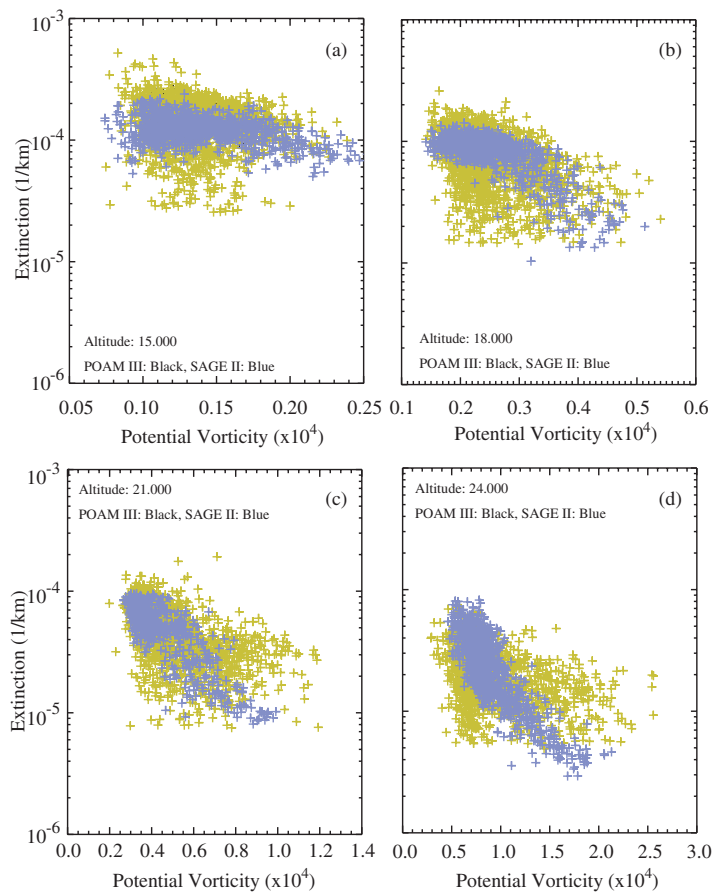 10^-3
(a)
(b)
10^-4
Extinction (1/km)
10^-5
Altitude: 15.000
POAM III: Black, SAGE II: Blue
Altitude: 18.000
POAM III: Black, SAGE II: Blue
10^-6
0.05 0.10 0.15 0.20 0.25
0.1 0.2 0.3 0.4 0.5 0.6
Potential Vorticity (x10^4)
Potential Vorticity (x10^4)
10^-3
Altitude: 21.000
(c)
POAM III: Black, SAGE II: Blue
Altitude: 24.000
(d)
POAM III: Black, SAGE II: Blue
10^-4
Extinction (1/km)
10^-5
10^-6
0.0 0.2 0.4 0.6 0.8 1.0 1.2 1.4
0.0 0.5 1.0 1.5 2.0 2.5 3.0
Potential Vorticity (x10^4)
Potential Vorticity (x10^4)